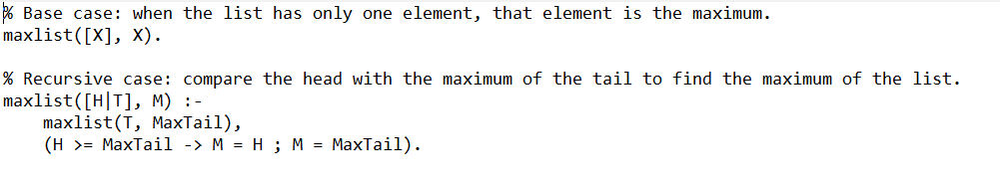 % Base case: when the list has only one element, that element is the maximum.
maxlist([X], X).
% Recursive case: compare the head with the maximum of the tail to find the maximum of the list.
maxlist([H|T], M) :-
    maxlist(T, MaxTail),
    (H >= MaxTail -> M = H ; M = MaxTail).